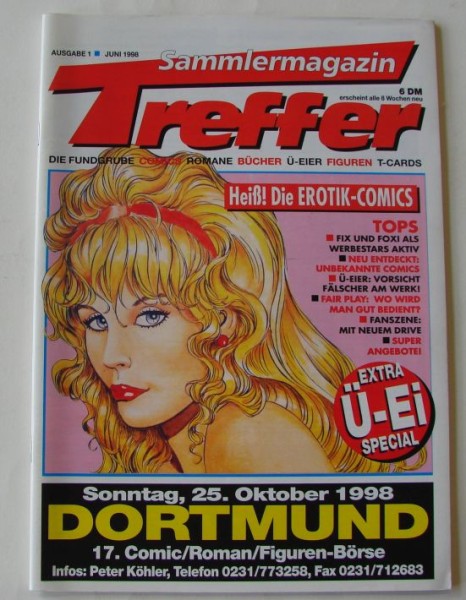 AUSGABE 1 ■ JUNI 1998
Sammlermagazin
Treffer
6 DM
erscheint alle 6 Wochen neu
DIE FUNDGRUBE COMICS ROMANE BÜCHER Ü-EIER FIGUREN T-CARDS
Heiß! Die EROTIK-COMICS
TOPS
■ FIX UND FOXI ALS
WERBESTARS AKTIV
■ NEU ENTDECKT:
UNBEKANNTE COMICS
■ Ü-EIER: VORSICHT
FÄLSCHER AM WERK!
■ FAIR PLAY: WO WIRD
MAN GUT BEDIENT?
■ FANSZENE:
MIT NEUEM DRIVE
■ SUPER
ANGEBOTE!
EXTRA
Ü-Ei
SPECIAL
Sonntag, 25. Oktober 1998
DORTMUND
17. Comic/Roman/Figuren-Börse
Infos: Peter Köhler, Telefon 0231/773258, Fax 0231/712683